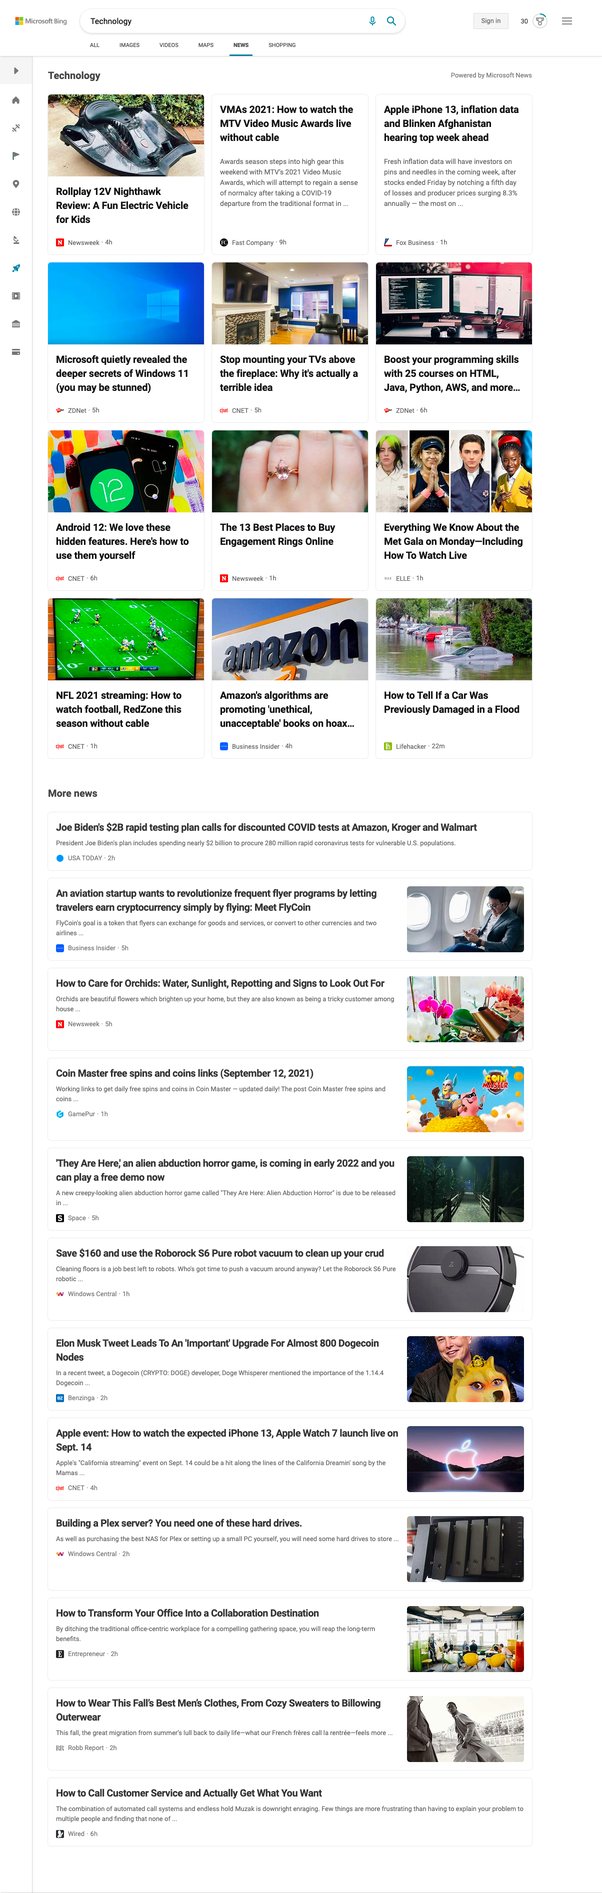 Microsoft Bing
Technology
Sign in
30
ALL
IMAGES
VIDEOS
MAPS
NEWS
SHOPPING
Technology
Powered by Microsoft News
Rollplay 12V Nighthawk
Review: A Fun Electric Vehicle
for Kids
Newsweek · 4h
VMAs 2021: How to watch the
MTV Video Music Awards live
without cable
Awards season steps into high gear this
weekend with MTV's 2021 Video Music
Awards, which will attempt to regain a sense
of normalcy after taking a COVID-19
departure from the traditional format in ...
Fast Company · 9h
Apple iPhone 13, inflation data
and Blinken Afghanistan
hearing top week ahead
Fresh inflation data will have investors on
pins and needles in the coming week, after
stocks ended Friday by notching a fifth day
of losses and producer prices surging 8.3%
annually — the most on ...
Fox Business · 1h
Microsoft quietly revealed the
deeper secrets of Windows 11
(you may be stunned)
ZDNet · 5h
Stop mounting your TVs above
the fireplace: Why it's actually a
terrible idea
CNET · 5h
Boost your programming skills
with 25 courses on HTML,
Java, Python, AWS, and more...
ZDNet · 6h
12
Android 12: We love these
hidden features. Here's how to
use them yourself
CNET · 6h
The 13 Best Places to Buy
Engagement Rings Online
Newsweek · 1h
Everything We Know About the
Met Gala on Monday—Including
How To Watch Live
ELLE · 1h
NFL 2021 streaming: How to
watch football, RedZone this
season without cable
CNET · 1h
amazon
Amazon's algorithms are
promoting 'unethical,
unacceptable' books on hoax...
Business Insider · 4h
How to Tell If a Car Was
Previously Damaged in a Flood
Lifehacker · 22m
More news
Joe Biden's $2B rapid testing plan calls for discounted COVID tests at Amazon, Kroger and Walmart
President Joe Biden's plan includes spending nearly $2 billion to procure 280 million rapid coronavirus tests for vulnerable U.S. populations.
USA TODAY · 2h
An aviation startup wants to revolutionize frequent flyer programs by letting
travelers earn cryptocurrency simply by flying: Meet FlyCoin
FlyCoin's goal is a token that flyers can exchange for goods and services, or convert to other currencies and two
airlines ...
Business Insider · 5h
How to Care for Orchids: Water, Sunlight, Repotting and Signs to Look Out For
Orchids are beautiful flowers which brighten up your home, but they are also known as being a tricky customer among
house ...
Newsweek · 5h
Coin Master free spins and coins links (September 12, 2021)
Working links to get daily free spins and coins in Coin Master — updated daily! The post Coin Master free spins and
coins ...
GamePur · 1h
COIN
MASTER
'They Are Here,' an alien abduction horror game, is coming in early 2022 and you
can play a free demo now
A new creepy-looking alien abduction horror game called "They Are Here: Alien Abduction Horror" is due to be released
in ...
Space · 5h
Save $160 and use the Roborock S6 Pure robot vacuum to clean up your crud
Cleaning floors is a job best left to robots. Who's got time to push a vacuum around anyway? Let the Roborock S6 Pure
robotic ...
Windows Central · 1h
Elon Musk Tweet Leads To An 'Important' Upgrade For Almost 800 Dogecoin
Nodes
In a recent tweet, a Dogecoin (CRYPTO: DOGE) developer, Doge Whisperer mentioned the importance of the 1.14.4
Dogecoin ...
Benzinga · 2h
Apple event: How to watch the expected iPhone 13, Apple Watch 7 launch live on
Sept. 14
Apple's "California streaming" event on Sept. 14 could be a hit along the lines of the California Dreamin' song by the
Mamas ...
CNET · 4h
Building a Plex server? You need one of these hard drives.
As well as purchasing the best NAS for Plex or setting up a small PC yourself, you will need some hard drives to store ...
Windows Central · 2h
How to Transform Your Office Into a Collaboration Destination
By ditching the traditional office-centric workplace for a compelling gathering space, you will reap the long-term
benefits.
Entrepreneur · 2h
How to Wear This Fall's Best Men's Clothes, From Cozy Sweaters to Billowing
Outerwear
This fall, the great migration from summer's lull back to daily life—what our French frères call la rentrée—feels more ...
Robb Report · 2h
How to Call Customer Service and Actually Get What You Want
The combination of automated call systems and endless hold Muzak is downright enraging. Few things are more frustrating than having to explain your problem to
multiple people and finding that none of ...
Wired · 6h